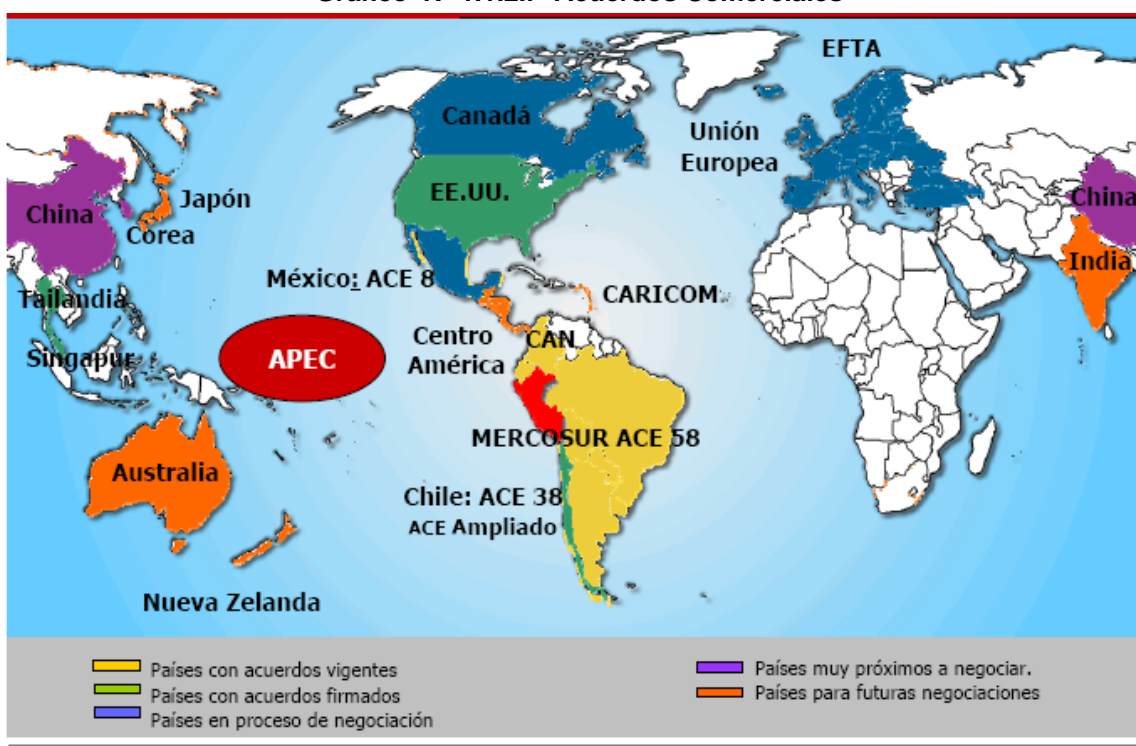 EFTA
Canadá
Unión
Europea
EE.UU.
China
Japón
Corea
China
India
México: ACE 8
CARICOM
Tailandia
Singapur
APEC
Centro
América
CAN
MERCOSUR ACE 58
Australia
Chile: ACE 38
ACE Ampliado
Nueva Zelanda
Países con acuerdos vigentes
Países con acuerdos firmados
Países en proceso de negociación
Países muy próximos a negociar.
Países para futuras negociaciones